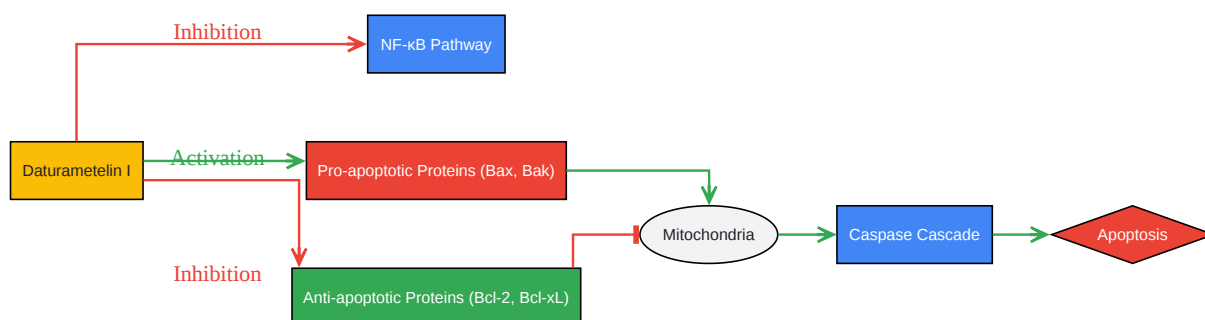 Inhibition
NF-κB Pathway
Daturametelin I
Activation
Pro-apoptotic Proteins (Bax, Bak)
Mitochondria
Caspase Cascade
Apoptosis
Inhibition
Anti-apoptotic Proteins (Bcl-2, Bcl-xL)